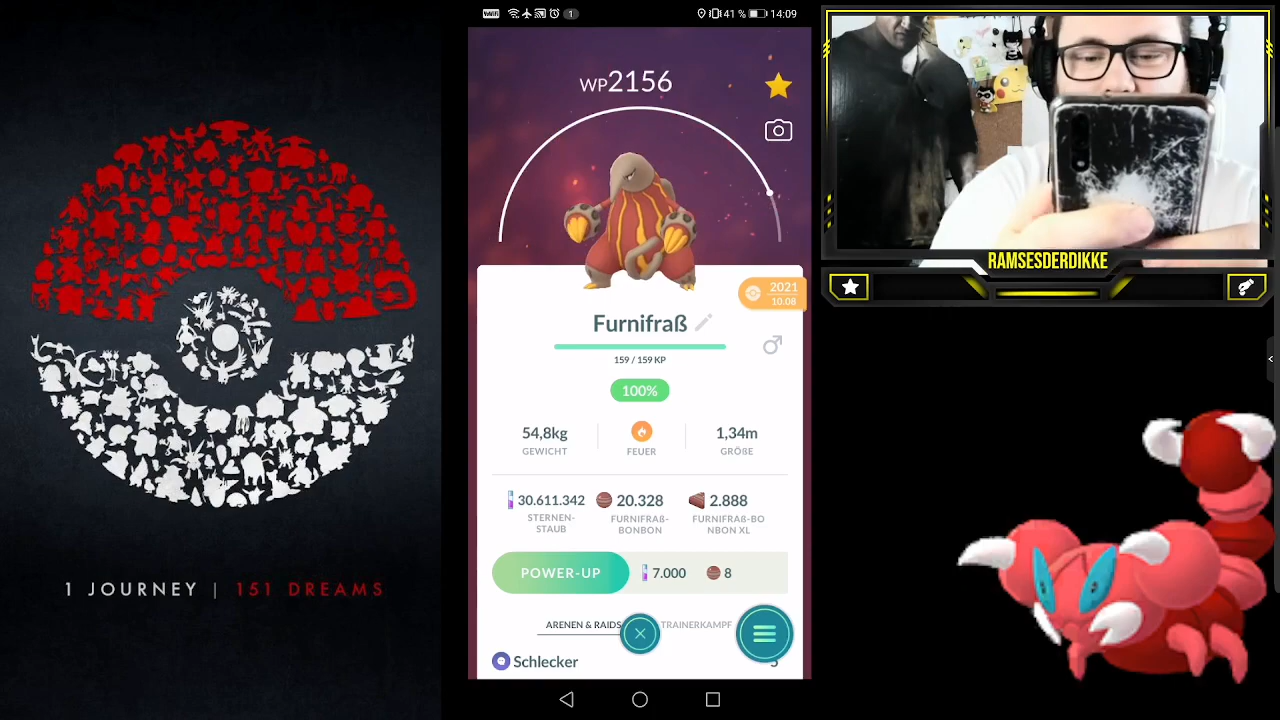 1 JOURNEY | 151 DREAMS
1 41 % 14:09
WP2156
2021
10.08
Furnifraß
159 / 159 KP
100%
54,8kg
GEWICHT
FEUER
1,34m
GRÖßE
30.611.342
STERNEN-
STAUB
20.328
FURNIFRAß-
BONBON
2.888
FURNIFRAß-BO
NBON XL
POWER-UP
7.000
8
ARENEN & RAIDS
TRAINERKAMPF
Schlecker
RAMSESDERDIKKE